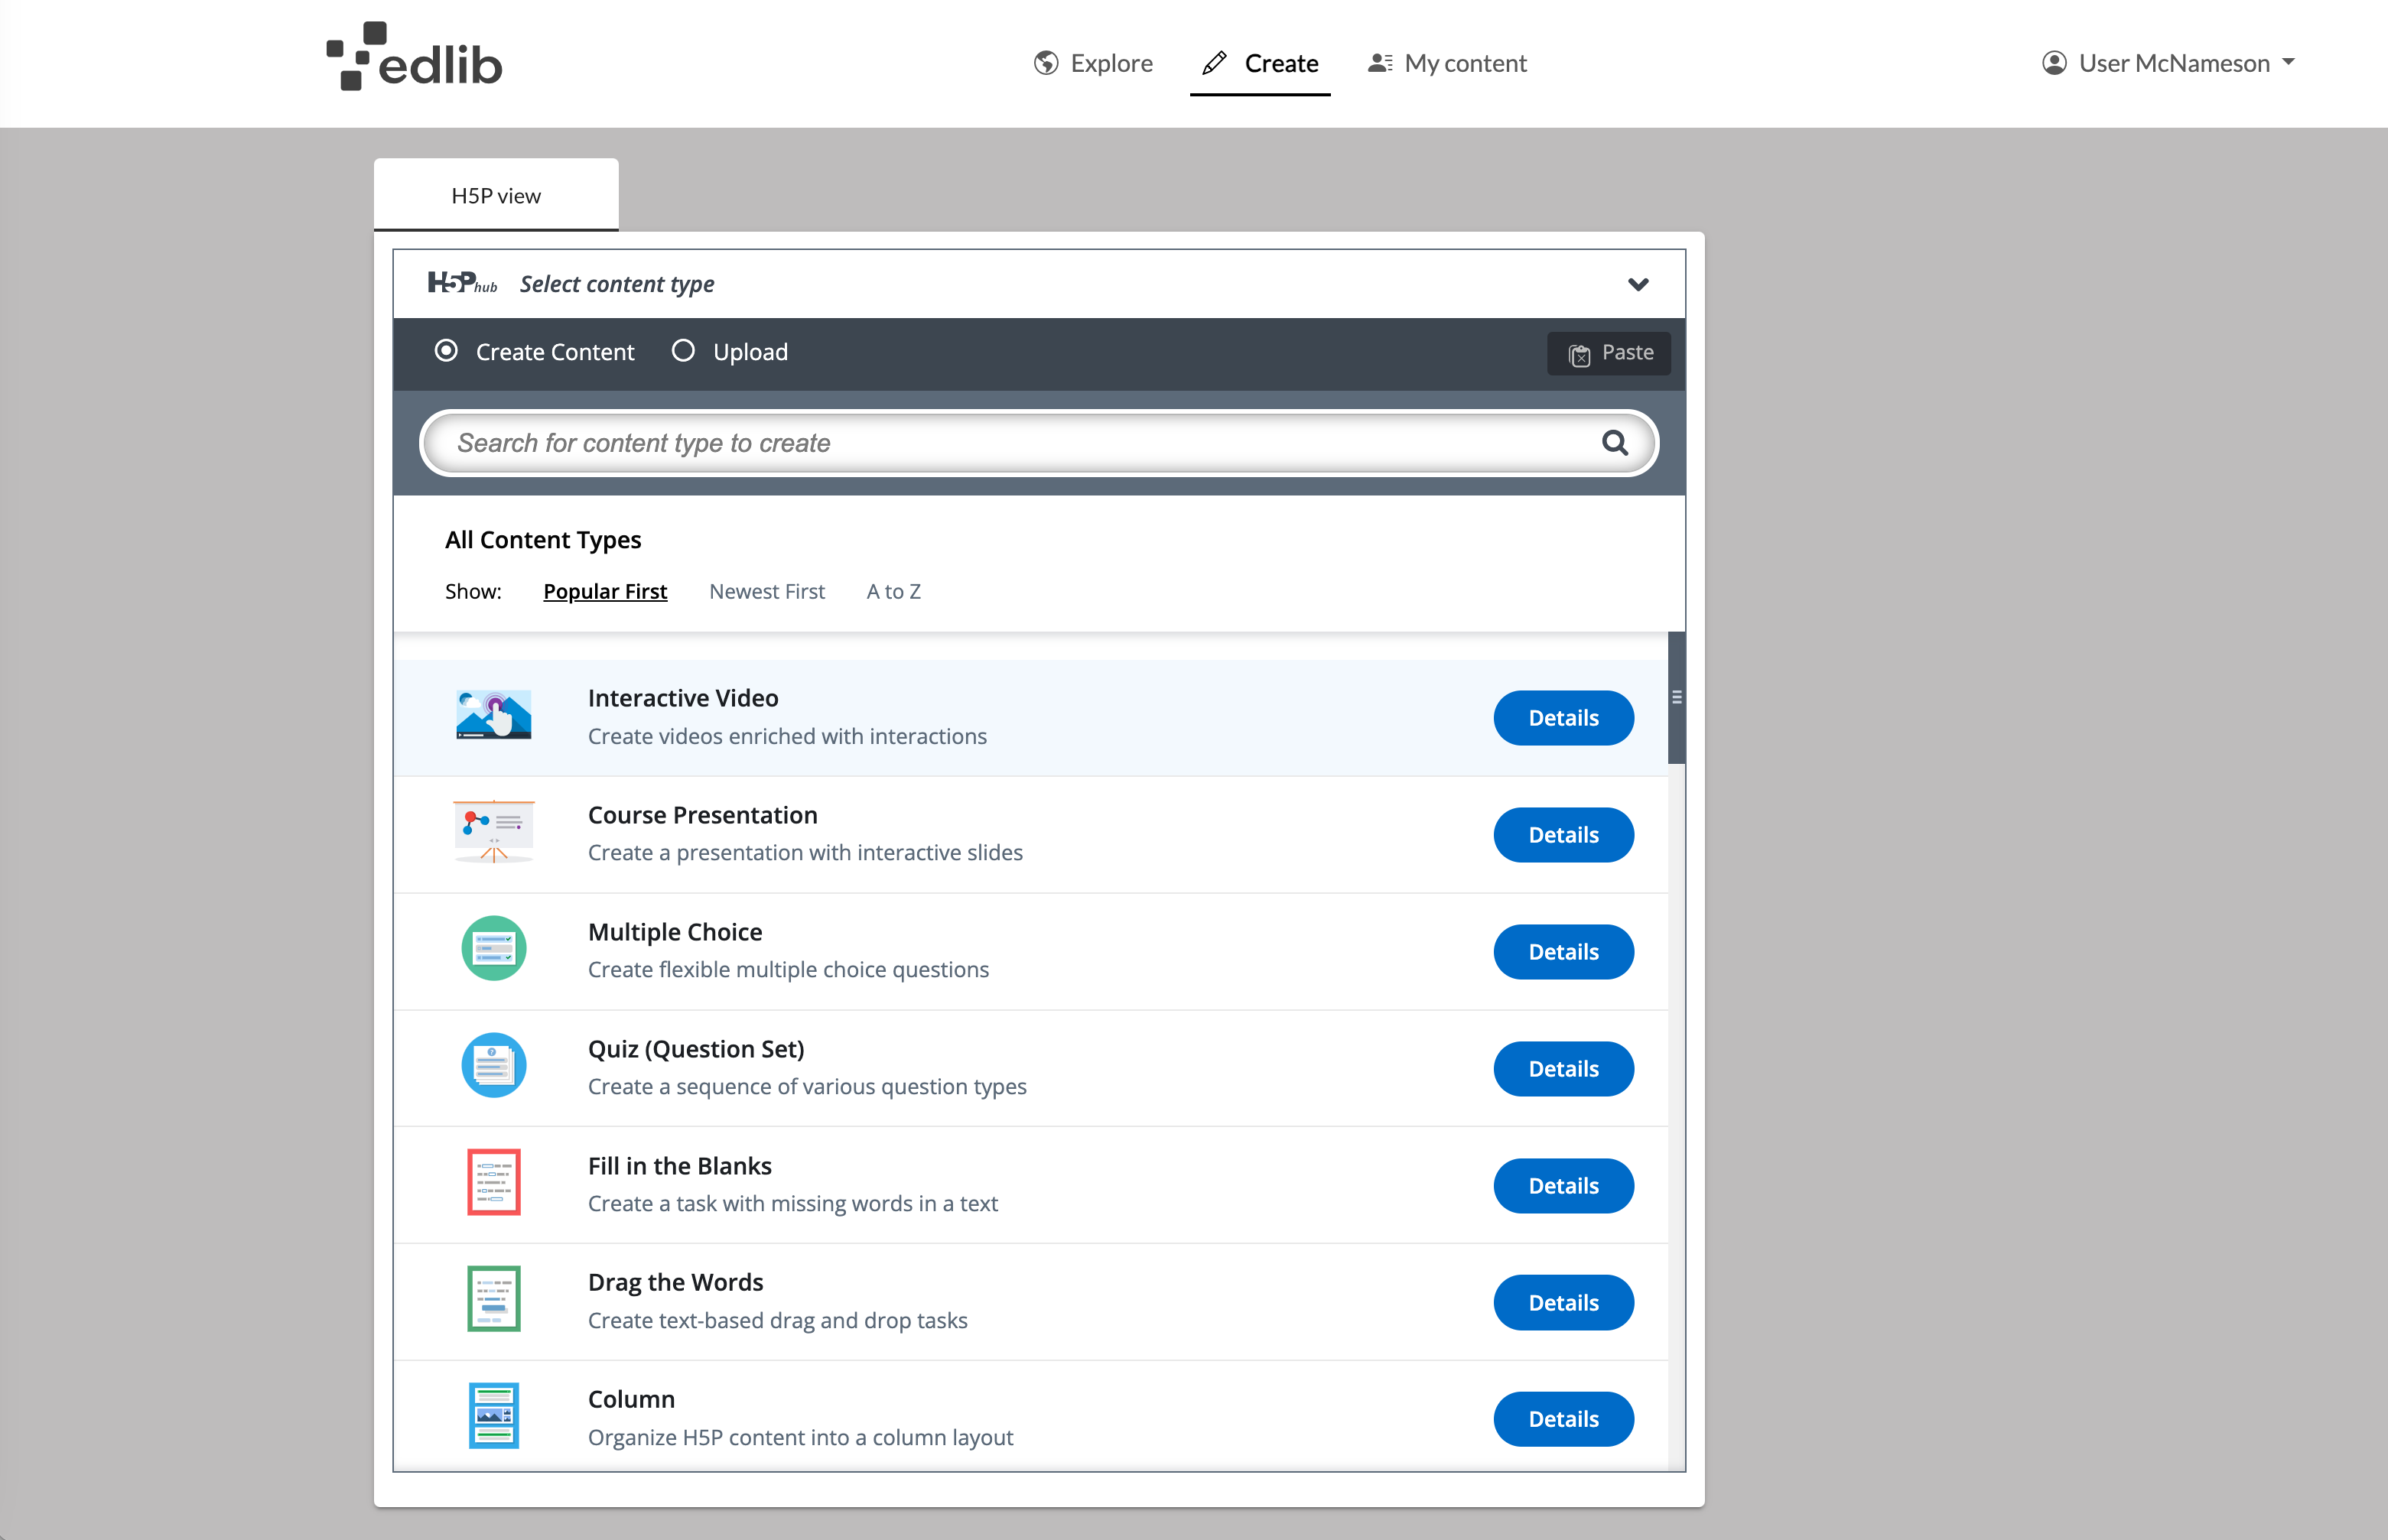 edlib
Explore Create My content User McNameson
H5P view
H5P hub Select content type
Create Content Upload Paste
Search for content type to create
All Content Types
Show: Popular First Newest First A to Z
Interactive Video
Create videos enriched with interactions
Details
Course Presentation
Create a presentation with interactive slides
Details
Multiple Choice
Create flexible multiple choice questions
Details
Quiz (Question Set)
Create a sequence of various question types
Details
Fill in the Blanks
Create a task with missing words in a text
Details
Drag the Words
Create text-based drag and drop tasks
Details
Column
Organize H5P content into a column layout
Details